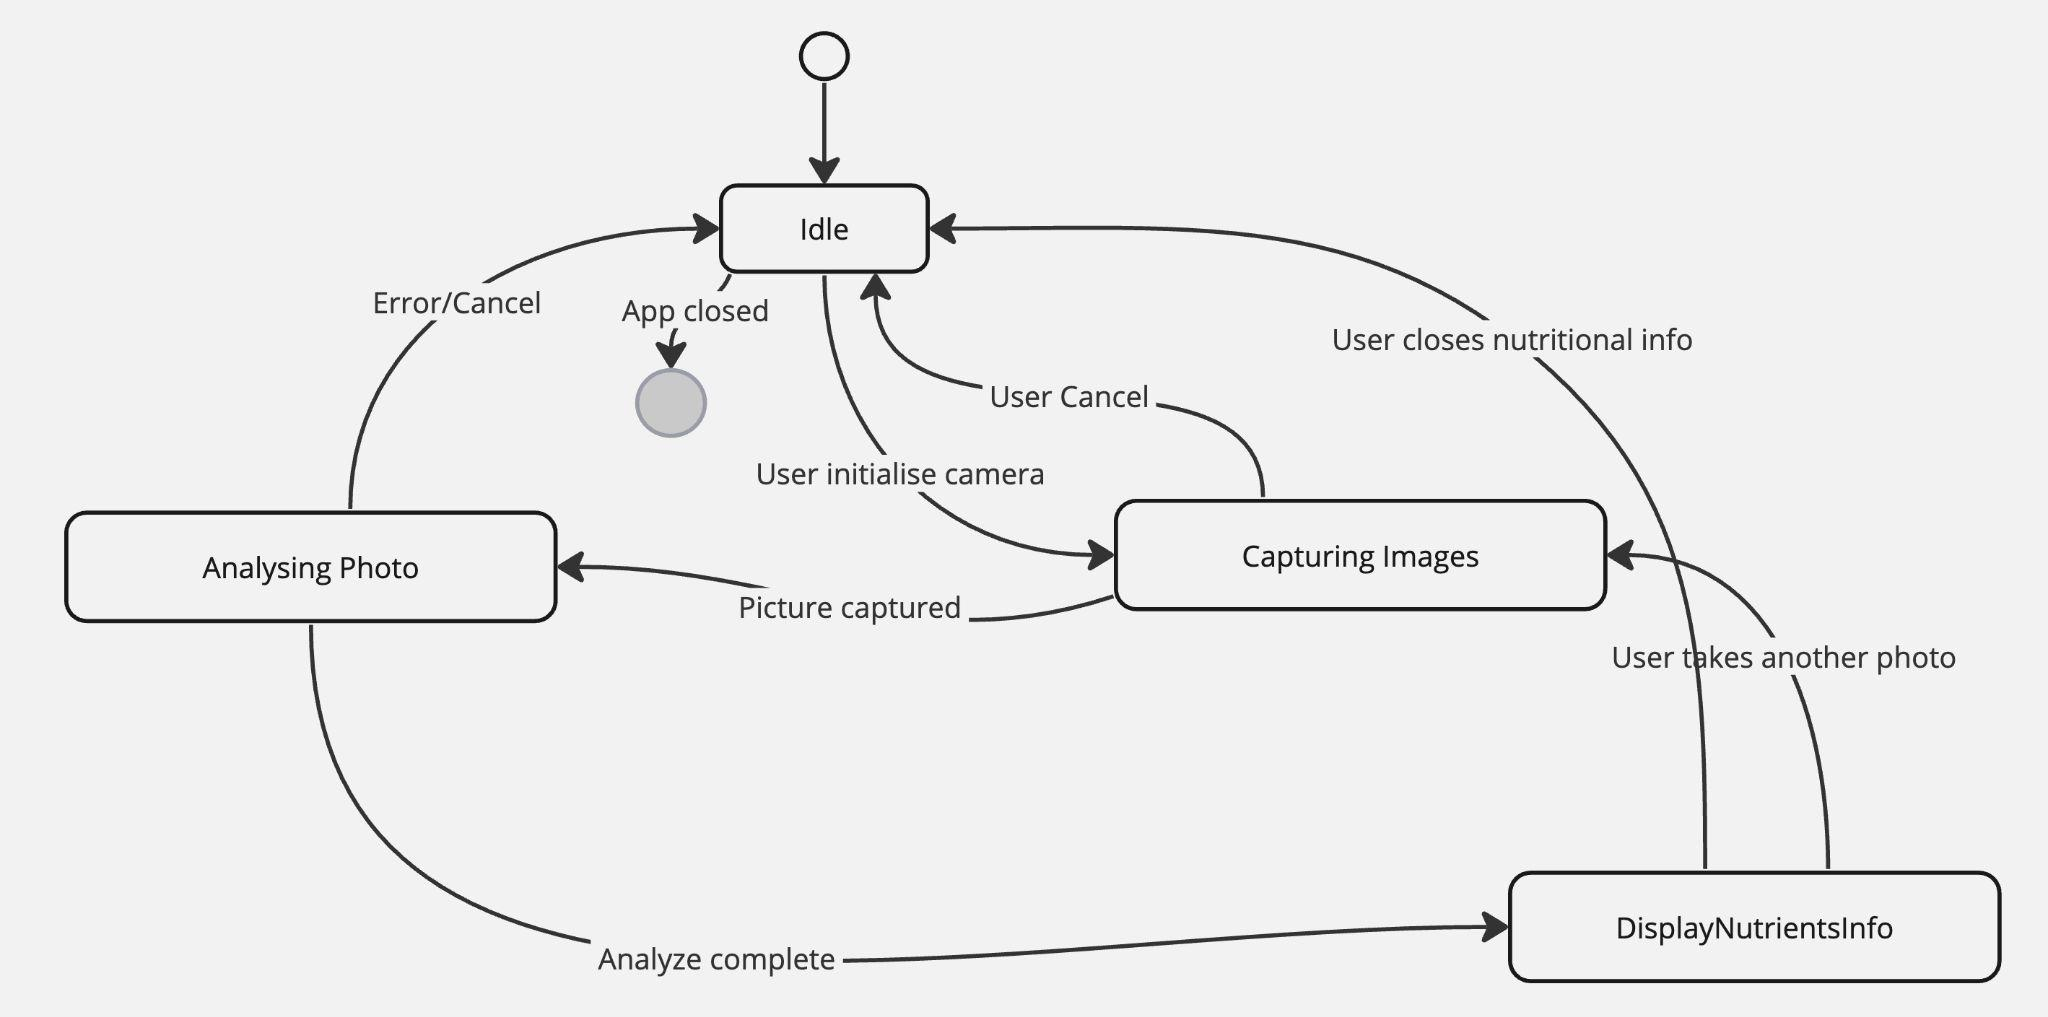 Idle
Error/Cancel
App closed
User closes nutritional info
User Cancel
User initialise camera
Analysing Photo
Capturing Images
Picture captured
User takes another photo
DisplayNutrientsInfo
Analyze complete